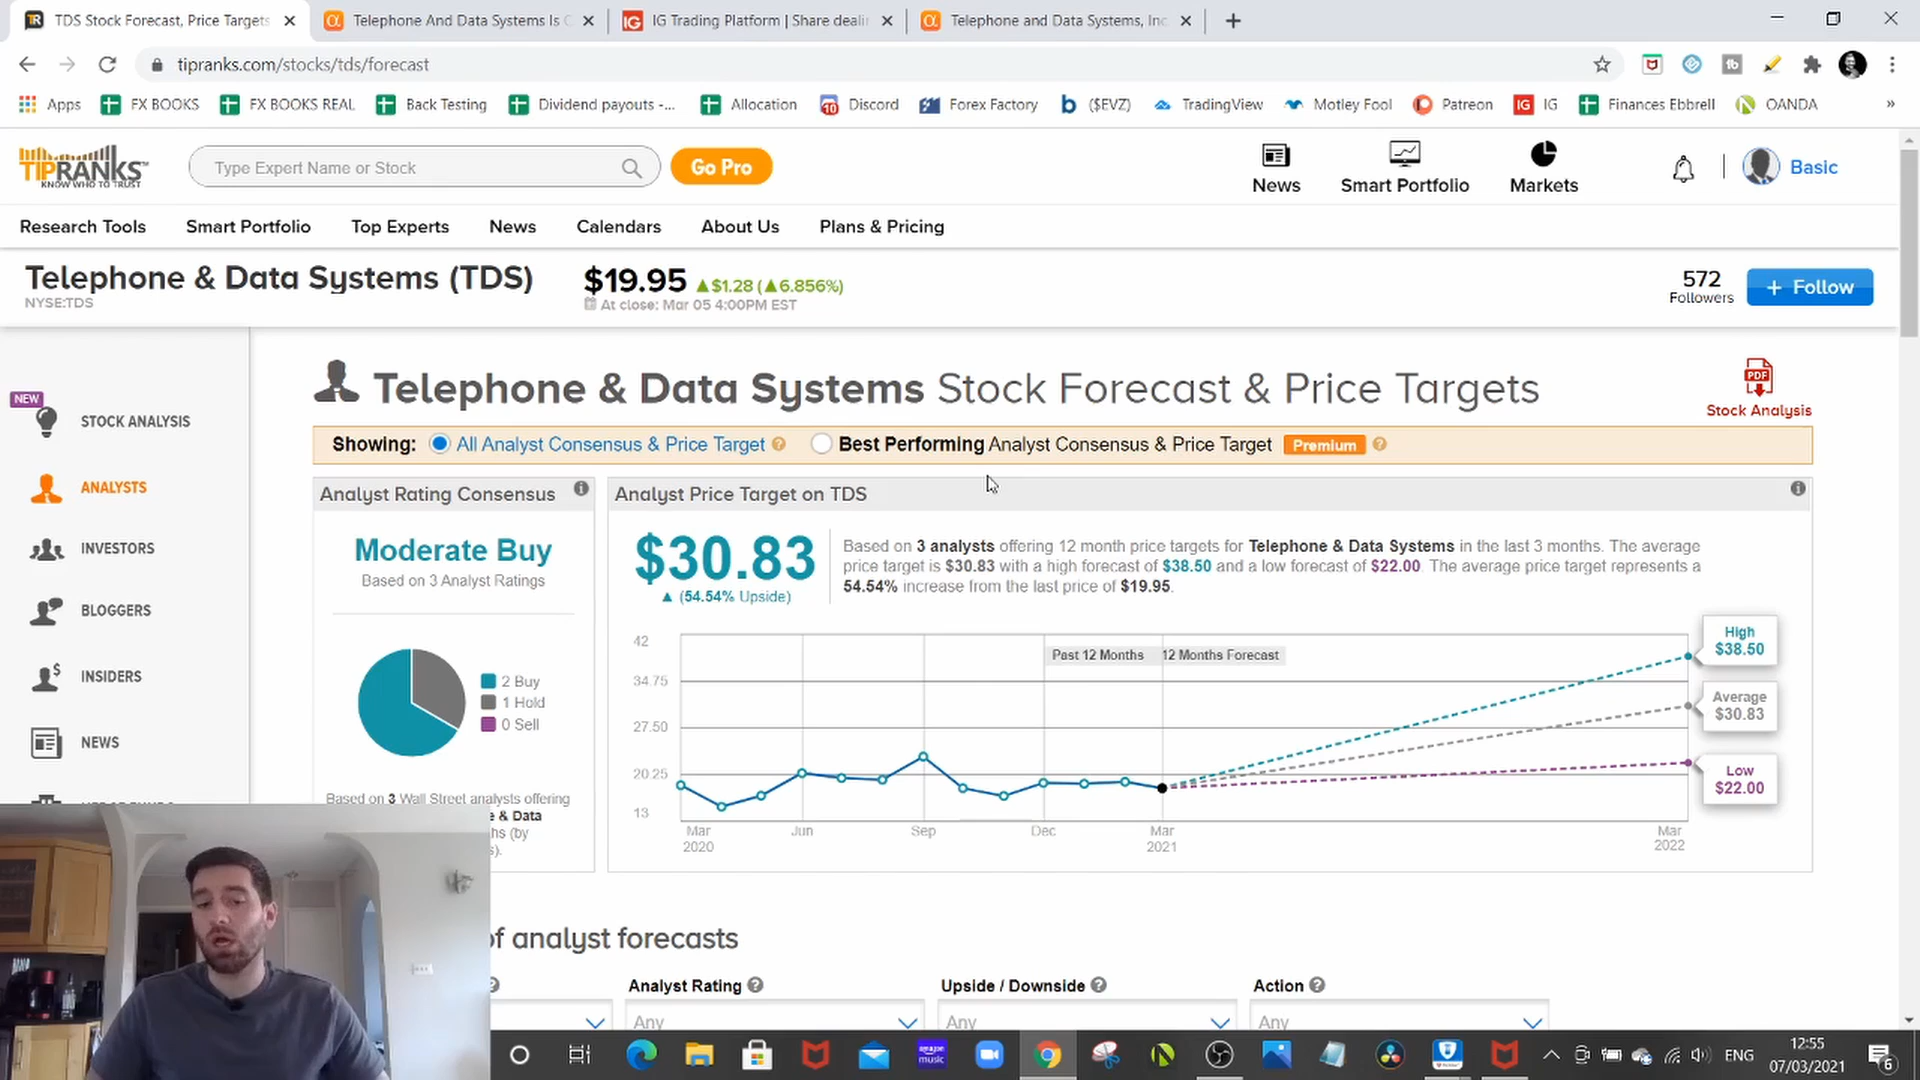 TDS Stock Forecast, Price Targets
Telephone And Data Systems Is
IG Trading Platform | Share deali
Telephone and Data Systems, Inc
tipranks.com/stocks/tds/forecast
Apps
FX BOOKS
FX BOOKS REAL
Back Testing
Dividend payouts -...
Allocation
Discord
Forex Factory
($EVZ)
TradingView
Motley Fool
Patreon
IG
Finances Ebbrell
OANDA
»
TIPRANKS
KNOW WHO TO TRUST
Type Expert Name or Stock
Go Pro
News
Smart Portfolio
Markets
Basic
Research Tools
Smart Portfolio
Top Experts
News
Calendars
About Us
Plans & Pricing
Telephone & Data Systems (TDS)
NYSE:TDS
$19.95 ▲$1.28 (▲6.856%)
At close: Mar 05 4:00PM EST
572
Followers
+ Follow
NEW
STOCK ANALYSIS
ANALYSTS
INVESTORS
BLOGGERS
INSIDERS
NEWS
Telephone & Data Systems Stock Forecast & Price Targets
PDF
Stock Analysis
Showing: All Analyst Consensus & Price Target ? Best Performing Analyst Consensus & Price Target Premium ?
Analyst Rating Consensus
Moderate Buy
Based on 3 Analyst Ratings
2 Buy
1 Hold
0 Sell
Based on 3 Wall Street analysts offering
e & Data
hs (by
s).
Analyst Price Target on TDS
$30.83
▲ (54.54% Upside)
Based on 3 analysts offering 12 month price targets for Telephone & Data Systems in the last 3 months. The average
price target is $30.83 with a high forecast of $38.50 and a low forecast of $22.00. The average price target represents a
54.54% increase from the last price of $19.95.
42
34.75
27.50
20.25
13
Past 12 Months
12 Months Forecast
High
$38.50
Average
$30.83
Low
$22.00
Mar
2020
Jun
Sep
Dec
Mar
2021
Mar
2022
of analyst forecasts
Analyst Rating ?
Upside / Downside ?
Action ?
Any
Any
Any
amazon
music
ENG
12:55
07/03/2021
6